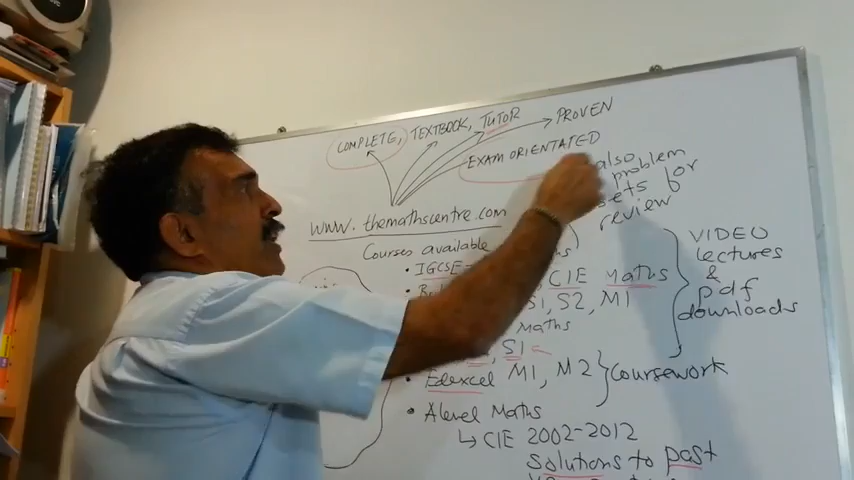 COMPLETE, TEXTBOOK, TUTOR
PROVEN
EXAM ORIENTATED
also
problem
sets for
review
www.themathscentre.com
Courses available
IGCSE
CIE maths
S1, S2, M1
maths
S1
Edexcel M1, M2 } Coursework
VIDEO
lectures
&
pdf
downloads
• A level Maths
↳ CIE 2002-2012
solutions to past